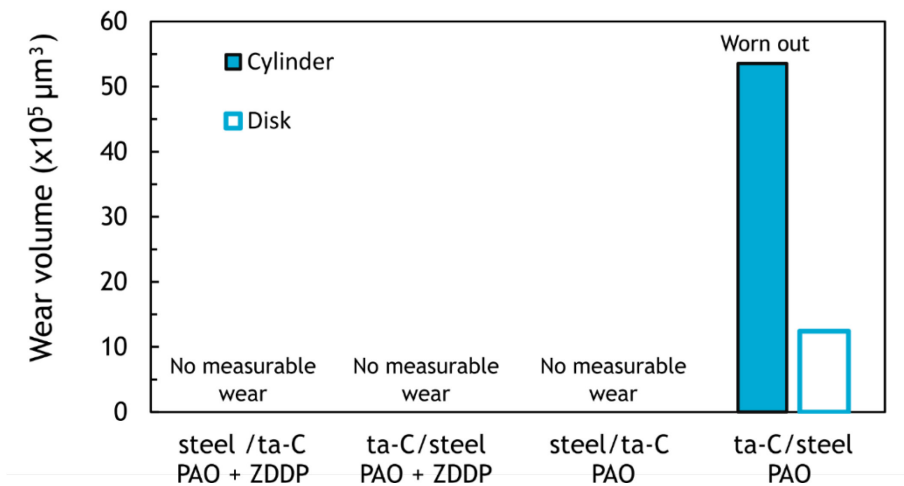 Wear volume (x10⁵ μm³)
60
50
40
30
20
10
0
Cylinder
Disk
Worn out
No measurable
wear
No measurable
wear
No measurable
wear
steel /ta-C
PAO + ZDDP
ta-C/steel
PAO + ZDDP
steel/ta-C
PAO
ta-C/steel
PAO